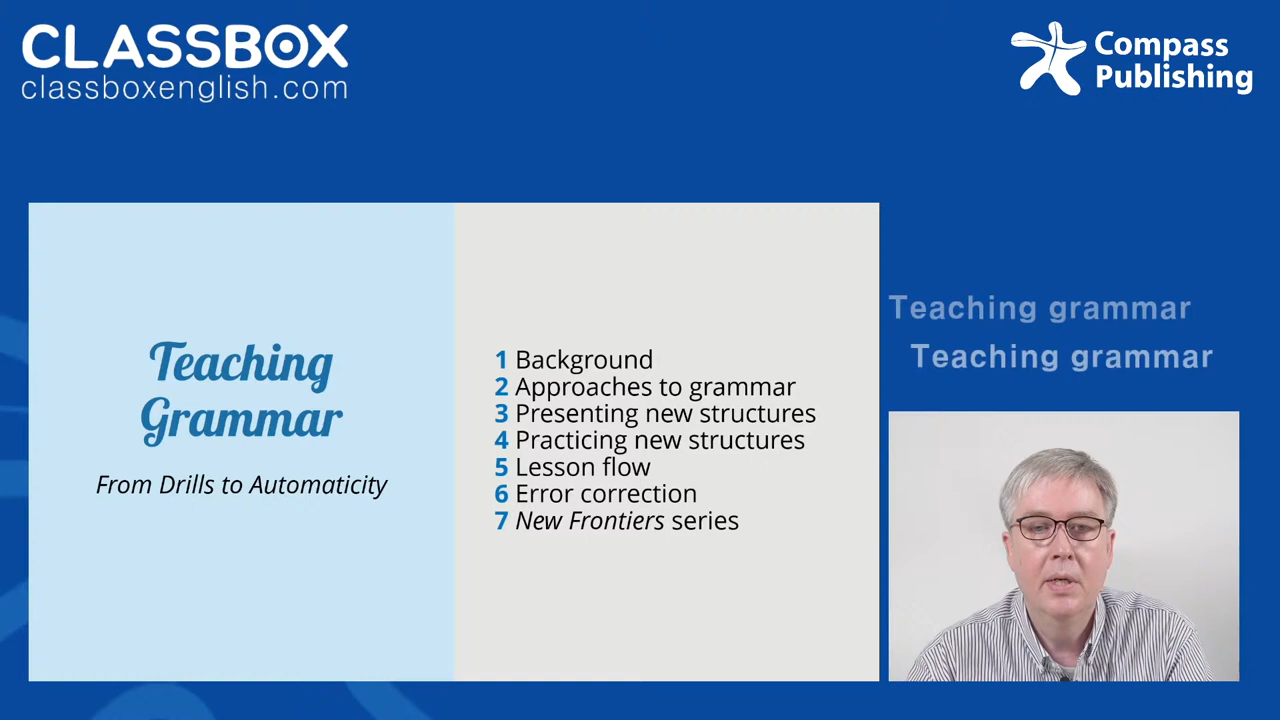 CLASSBOX
classboxenglish.com
Compass
Publishing
Teaching
Grammar
From Drills to Automaticity
1 Background
2 Approaches to grammar
3 Presenting new structures
4 Practicing new structures
5 Lesson flow
6 Error correction
7 New Frontiers series
Teaching grammar
Teaching grammar